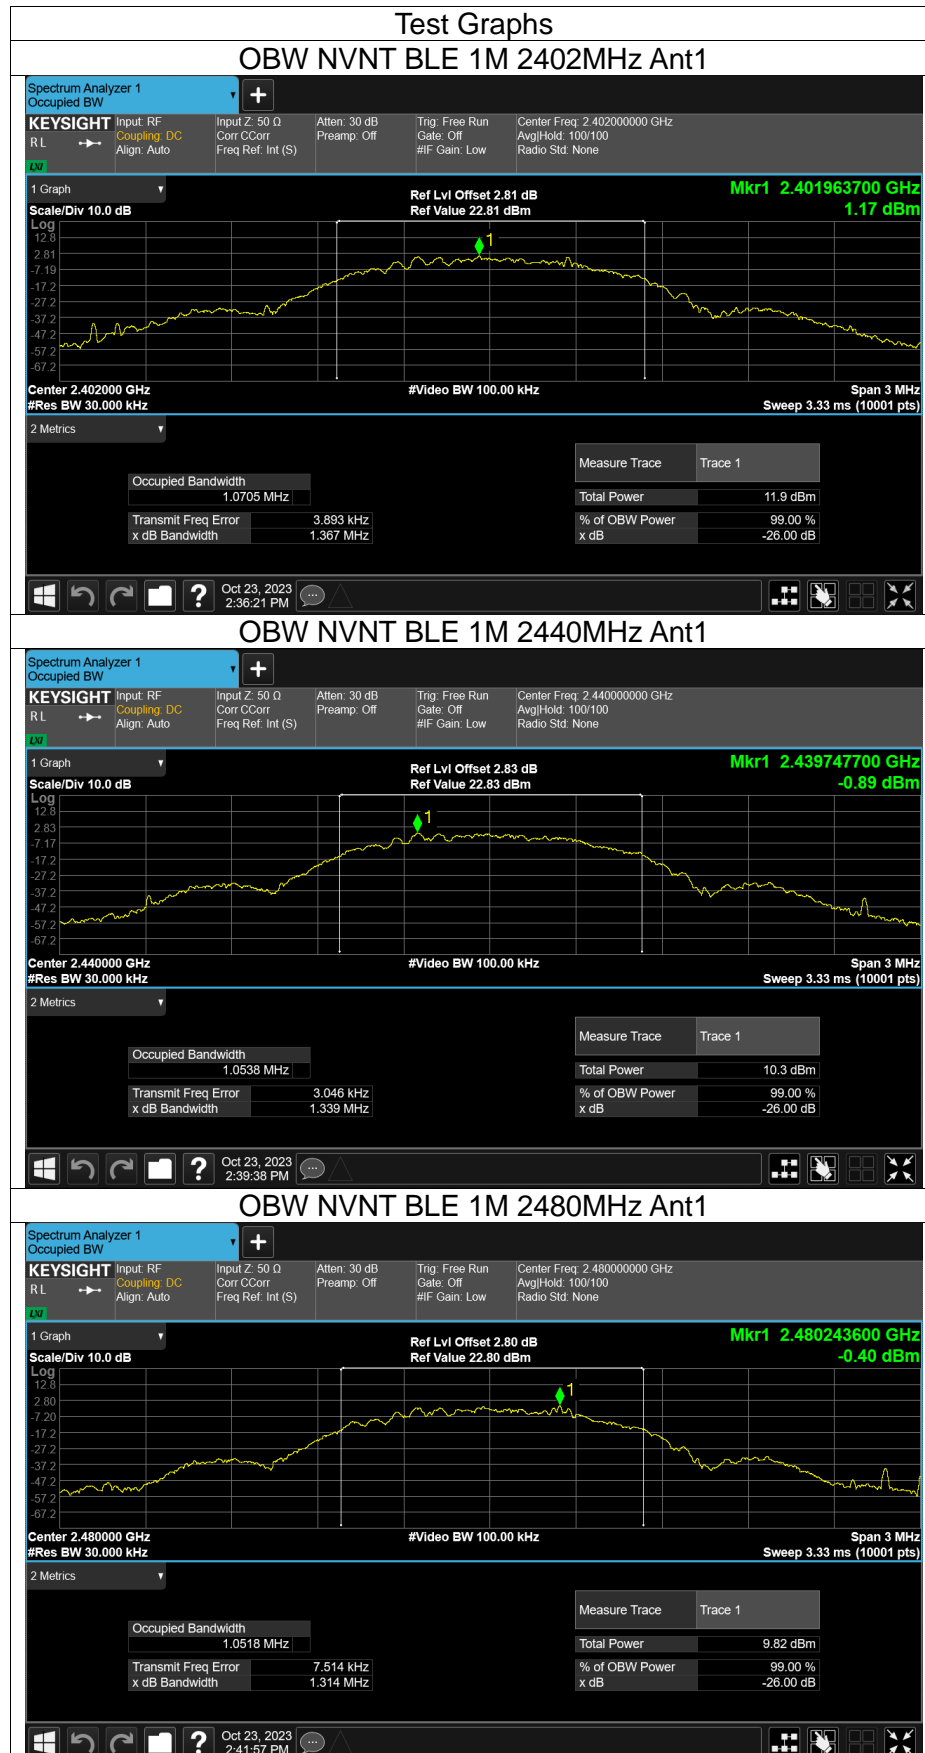 Test Graphs
OBW NVNT BLE 1M 2402MHz Ant1
Spectrum Analyzer 1
Occupied BW
+
KEYSIGHT Input: RF Input Z: 50 Ω Atten: 30 dB Trig: Free Run Center Freq: 2.402000000 GHz
RL Coupling: DC Corr CCorr Preamp: Off Gate: Off Avg|Hold: 100/100
Align: Auto Freq Ref: Int (S) #IF Gain: Low Radio Std: None
LXI
1 Graph Ref Lvl Offset 2.81 dB Mkr1 2.401963700 GHz
Scale/Div 10.0 dB Ref Value 22.81 dBm 1.17 dBm
Log
12.8
1
2.81
-7.19
-17.2
-27.2
-37.2
-47.2
-57.2
-67.2
Center 2.402000 GHz #Video BW 100.00 kHz Span 3 MHz
#Res BW 30.000 kHz Sweep 3.33 ms (10001 pts)
2 Metrics
Measure Trace Trace 1
Occupied Bandwidth
1.0705 MHz Total Power 11.9 dBm
Transmit Freq Error 3.893 kHz % of OBW Power 99.00 %
x dB Bandwidth 1.367 MHz x dB -26.00 dB
? Oct 23, 2023
2:36:21 PM
OBW NVNT BLE 1M 2440MHz Ant1
Spectrum Analyzer 1
Occupied BW
+
KEYSIGHT Input: RF Input Z: 50 Ω Atten: 30 dB Trig: Free Run Center Freq: 2.440000000 GHz
RL Coupling: DC Corr CCorr Preamp: Off Gate: Off Avg|Hold: 100/100
Align: Auto Freq Ref: Int (S) #IF Gain: Low Radio Std: None
LXI
1 Graph Ref Lvl Offset 2.83 dB Mkr1 2.439747700 GHz
Scale/Div 10.0 dB Ref Value 22.83 dBm -0.89 dBm
Log
12.8
1
2.83
-7.17
-17.2
-27.2
-37.2
-47.2
-57.2
-67.2
Center 2.440000 GHz #Video BW 100.00 kHz Span 3 MHz
#Res BW 30.000 kHz Sweep 3.33 ms (10001 pts)
2 Metrics
Measure Trace Trace 1
Occupied Bandwidth
1.0538 MHz Total Power 10.3 dBm
Transmit Freq Error 3.046 kHz % of OBW Power 99.00 %
x dB Bandwidth 1.339 MHz x dB -26.00 dB
? Oct 23, 2023
2:39:38 PM
OBW NVNT BLE 1M 2480MHz Ant1
Spectrum Analyzer 1
Occupied BW
+
KEYSIGHT Input: RF Input Z: 50 Ω Atten: 30 dB Trig: Free Run Center Freq: 2.480000000 GHz
RL Coupling: DC Corr CCorr Preamp: Off Gate: Off Avg|Hold: 100/100
Align: Auto Freq Ref: Int (S) #IF Gain: Low Radio Std: None
LXI
1 Graph Ref Lvl Offset 2.80 dB Mkr1 2.480243600 GHz
Scale/Div 10.0 dB Ref Value 22.80 dBm -0.40 dBm
Log
12.8
1
2.80
-7.20
-17.2
-27.2
-37.2
-47.2
-57.2
-67.2
Center 2.480000 GHz #Video BW 100.00 kHz Span 3 MHz
#Res BW 30.000 kHz Sweep 3.33 ms (10001 pts)
2 Metrics
Measure Trace Trace 1
Occupied Bandwidth
1.0518 MHz Total Power 9.82 dBm
Transmit Freq Error 7.514 kHz % of OBW Power 99.00 %
x dB Bandwidth 1.314 MHz x dB -26.00 dB
? Oct 23, 2023
2:41:57 PM